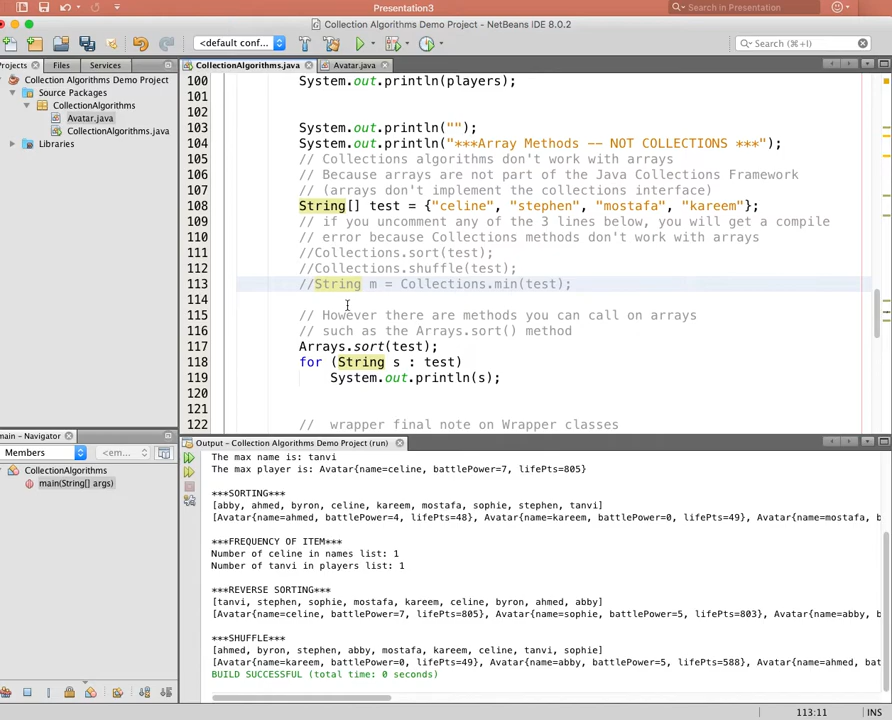 Presentation3
Search in Presentation
Collection Algorithms Demo Project - NetBeans IDE 8.0.2
<default conf...
Search (⌘+I)
Projects
Files
Services
CollectionAlgorithms.java
Avatar.java
Collection Algorithms Demo Project
Source Packages
CollectionAlgorithms
Avatar.java
CollectionAlgorithms.java
Libraries
100 System.out.println(players);
101
102
103 System.out.println("");
104 System.out.println("***Array Methods -- NOT COLLECTIONS ***");
105 // Collections algorithms don't work with arrays
106 // Because arrays are not part of the Java Collections Framework
107 // (arrays don't implement the collections interface)
108 String[] test = {"celine", "stephen", "mostafa", "kareem"};
109 // if you uncomment any of the 3 lines below, you will get a compile
110 // error because Collections methods don't work with arrays
111 //Collections.sort(test);
112 //Collections.shuffle(test);
113 //String m = Collections.min(test);
114
115 // However there are methods you can call on arrays
116 // such as the Arrays.sort() method
117 Arrays.sort(test);
118 for (String s : test)
119 System.out.println(s);
120
121
122 // wrapper final note on Wrapper classes
main - Navigator
Members
<em...
CollectionAlgorithms
main(String[] args)
Output - Collection Algorithms Demo Project (run)
The max name is: tanvi
The max player is: Avatar{name=celine, battlePower=7, lifePts=805}
***SORTING***
[abby, ahmed, byron, celine, kareem, mostafa, sophie, stephen, tanvi]
[Avatar{name=ahmed, battlePower=4, lifePts=48}, Avatar{name=kareem, battlePower=0, lifePts=49}, Avatar{name=mostafa, b
***FREQUENCY OF ITEM***
Number of celine in names list: 1
Number of tanvi in players list: 1
***REVERSE SORTING***
[tanvi, stephen, sophie, mostafa, kareem, celine, byron, ahmed, abby]
[Avatar{name=celine, battlePower=7, lifePts=805}, Avatar{name=sophie, battlePower=5, lifePts=803}, Avatar{name=abby, b
***SHUFFLE***
[ahmed, byron, stephen, abby, mostafa, kareem, celine, tanvi, sophie]
[Avatar{name=kareem, battlePower=0, lifePts=49}, Avatar{name=abby, battlePower=5, lifePts=588}, Avatar{name=ahmed, bat
BUILD SUCCESSFUL (total time: 0 seconds)
113:11
INS